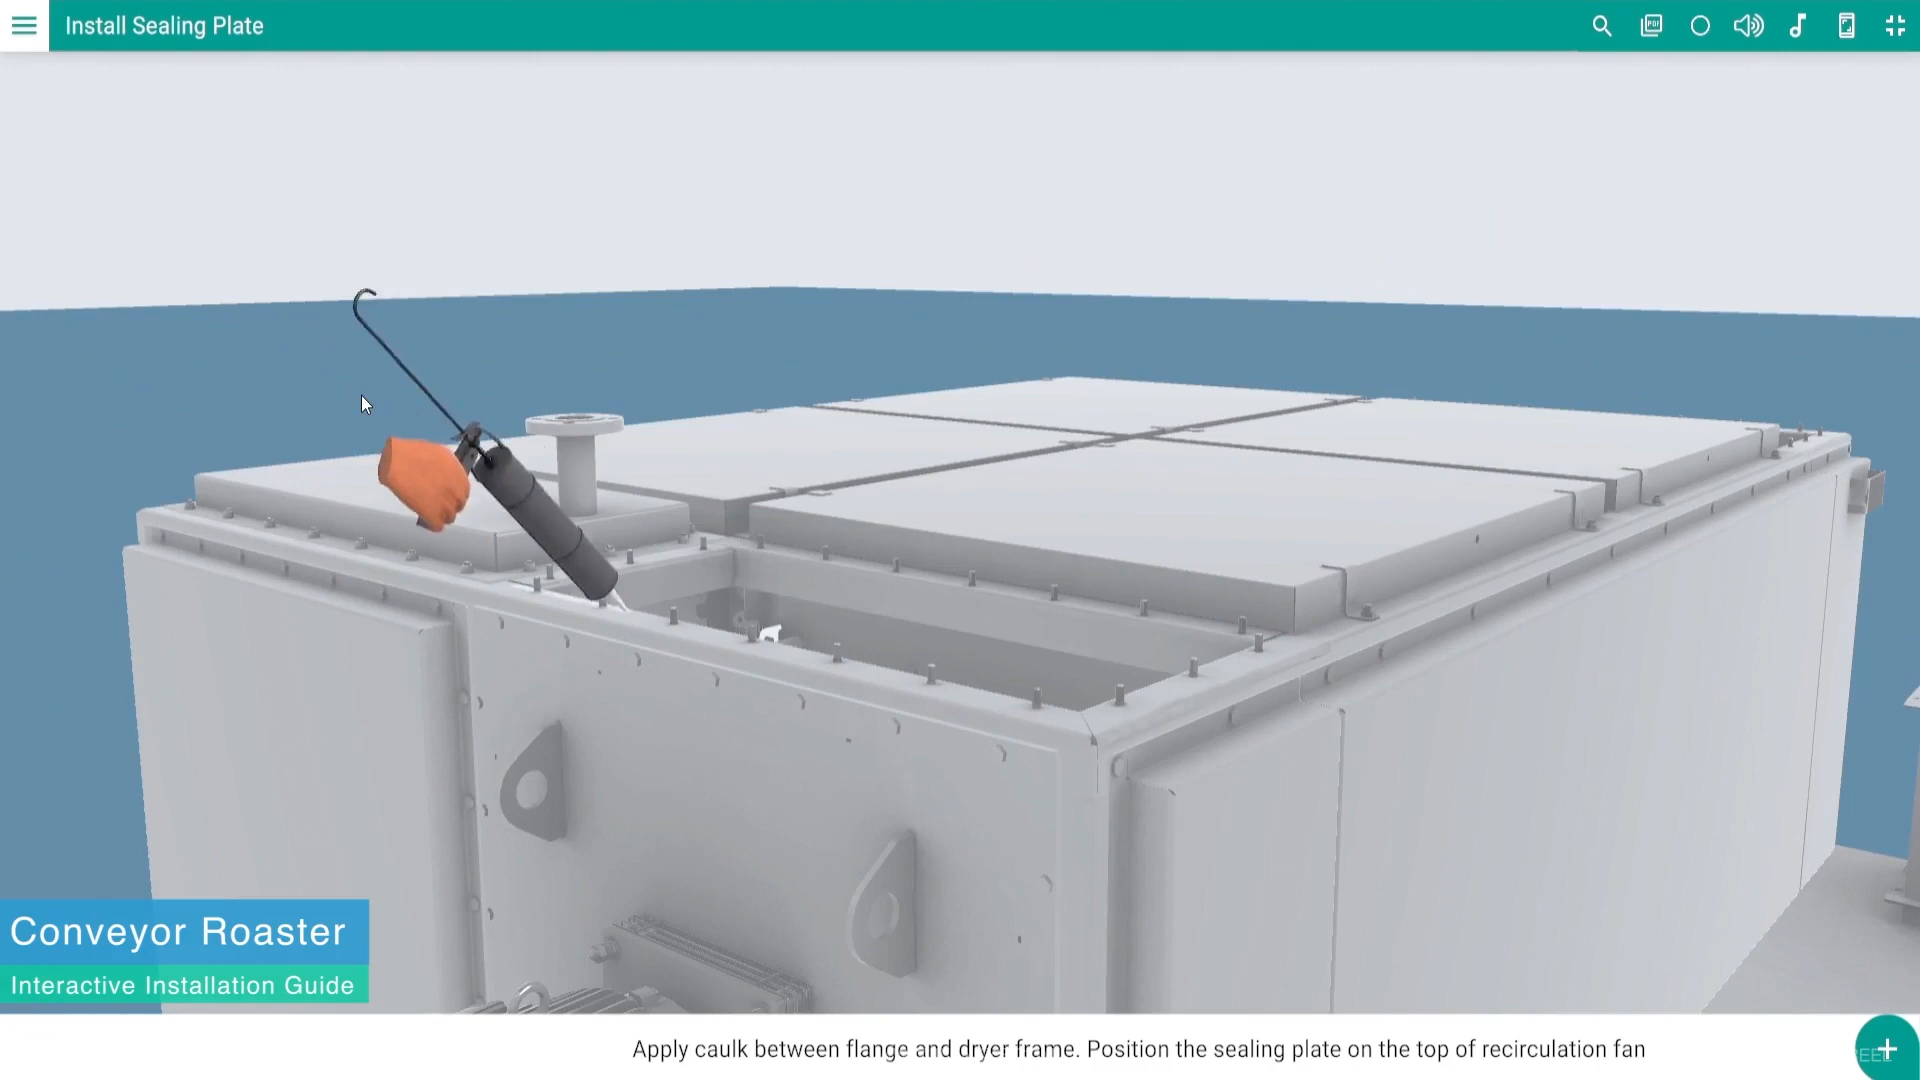 Install Sealing Plate
PDF
Conveyor Roaster
Interactive Installation Guide
Apply caulk between flange and dryer frame. Position the sealing plate on the top of recirculation fan